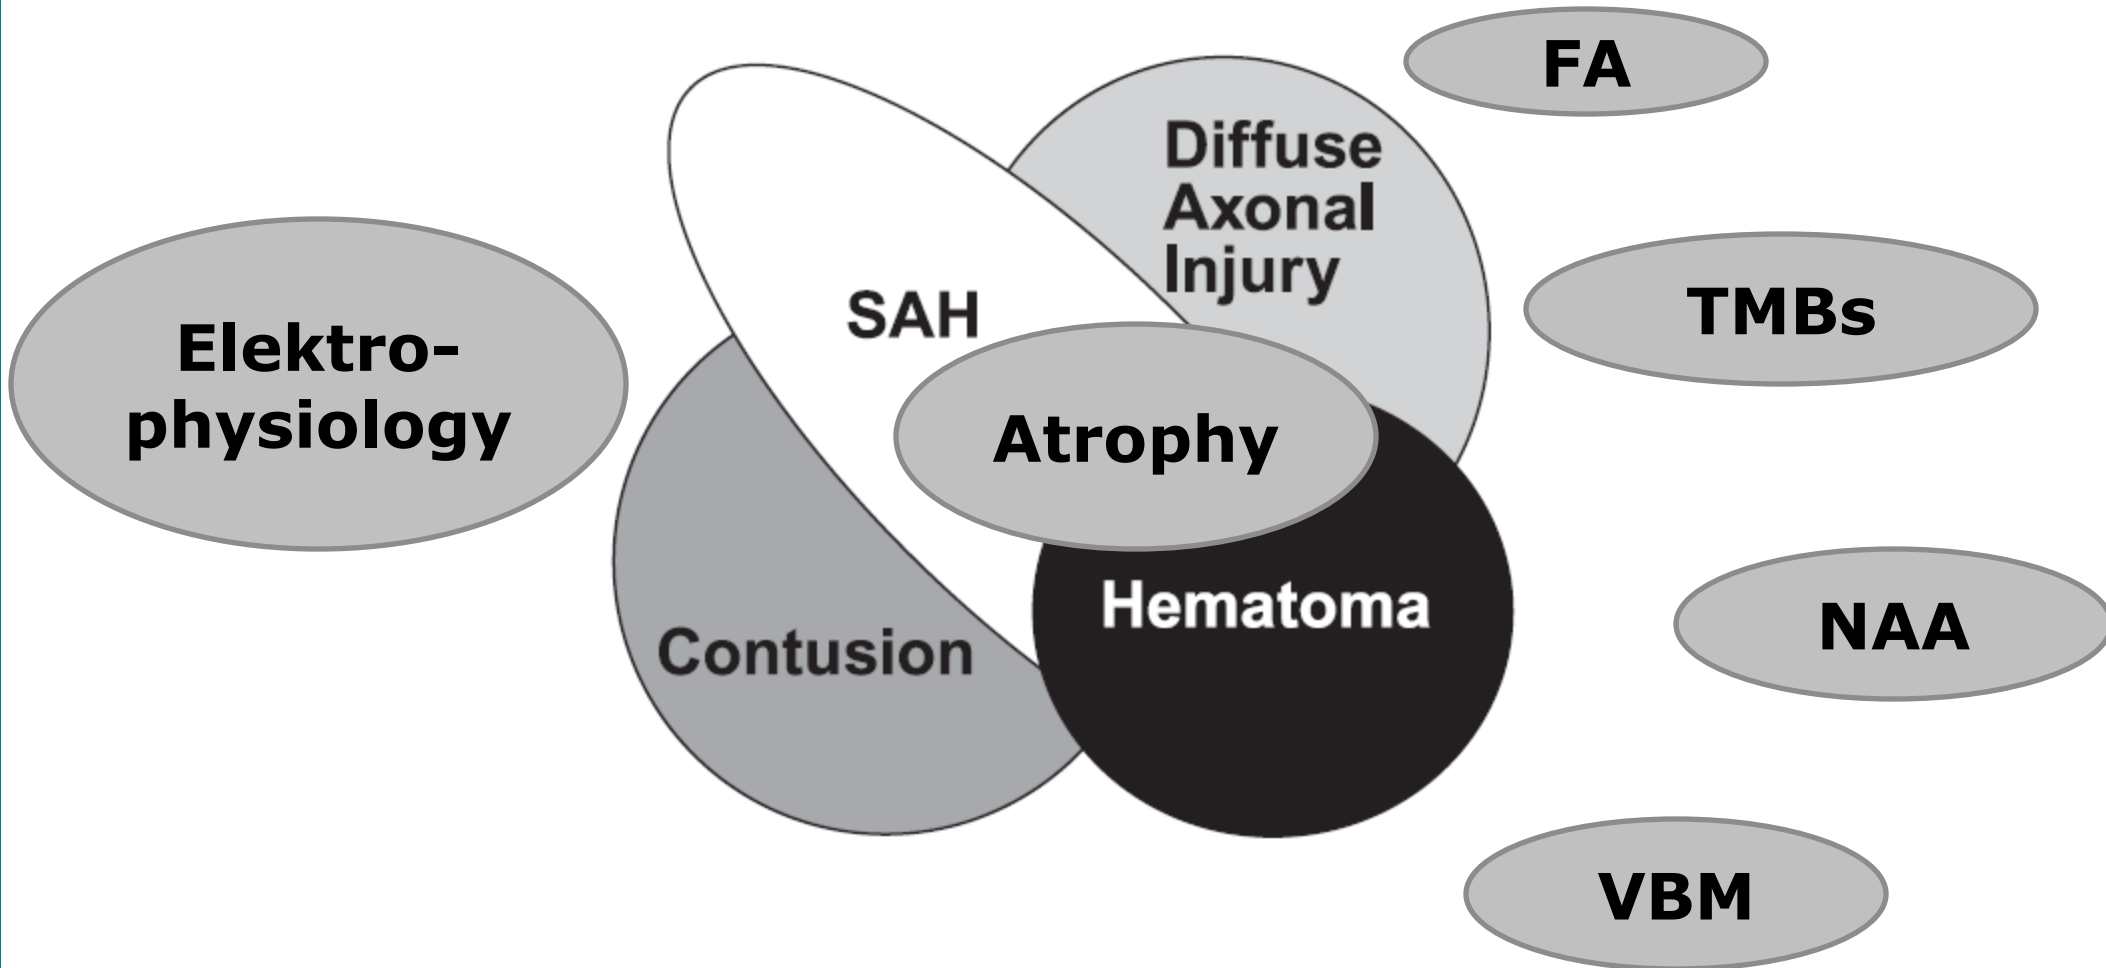 FA
Diffuse
Axonal
Injury
SAH
TMBs
Elektro-
physiology
Atrophy
Hematoma
NAA
Contusion
VBM